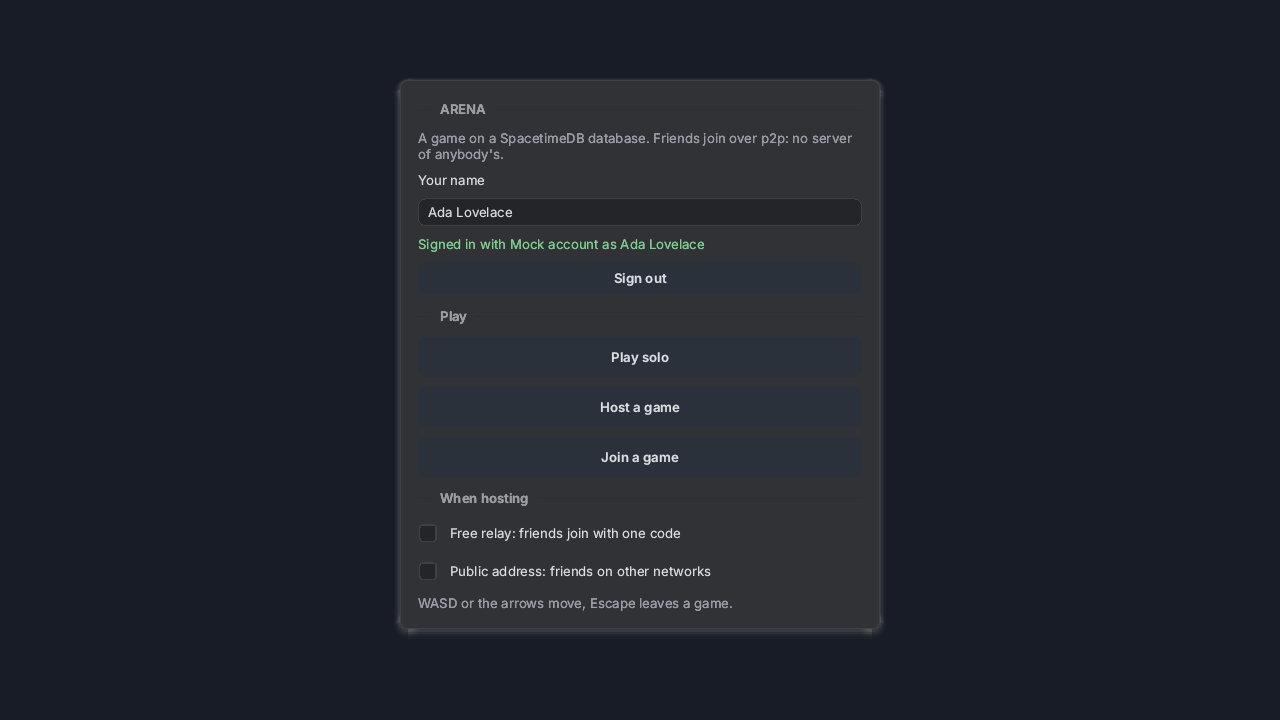 ARENA
A game on a SpacetimeDB database. Friends join over p2p: no server
of anybody's.
Your name
Ada Lovelace
Signed in with Mock account as Ada Lovelace
Sign out
Play
Play solo
Host a game
Join a game
When hosting
Free relay: friends join with one code
Public address: friends on other networks
WASD or the arrows move, Escape leaves a game.